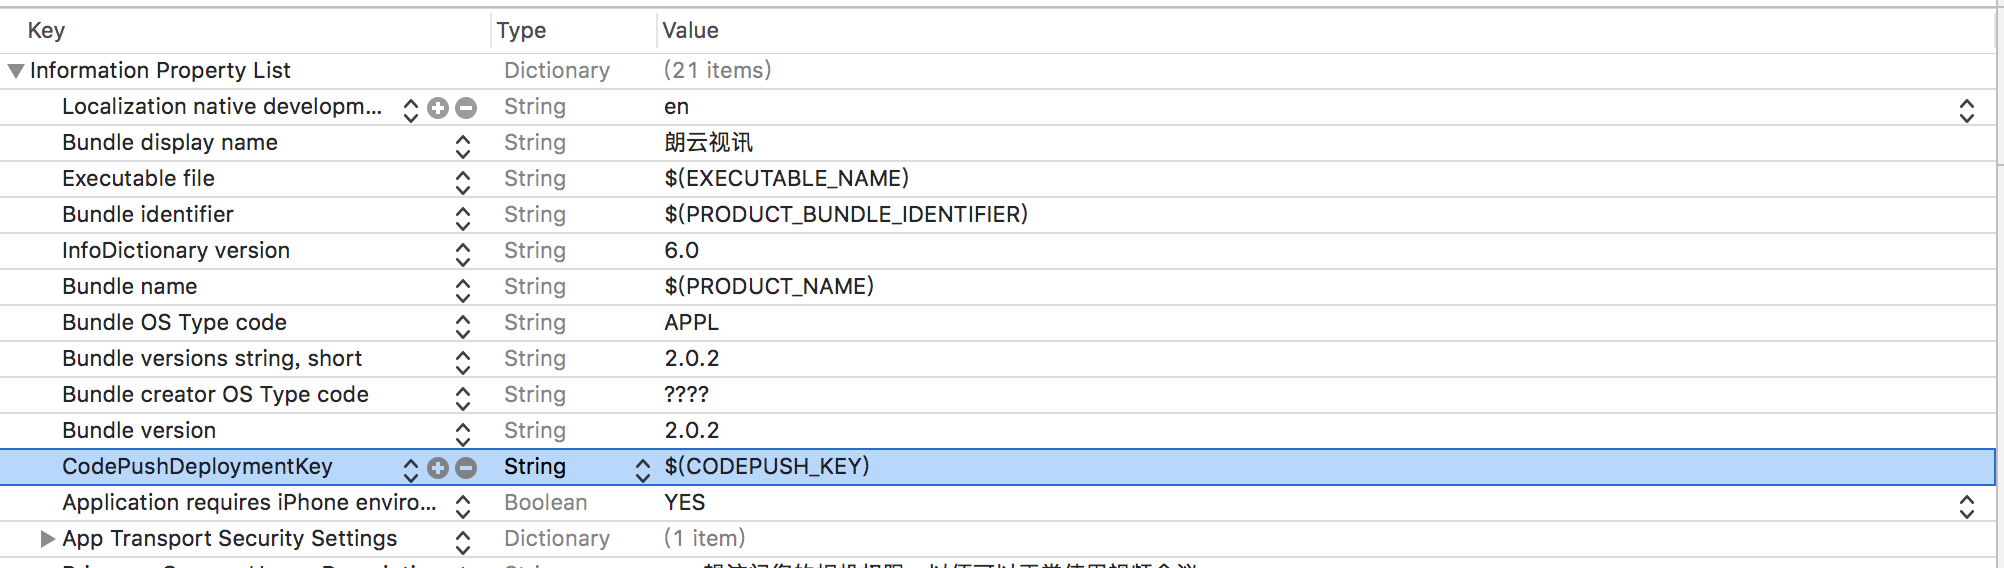 Key Type Value
Information Property List Dictionary (21 items)
Localization native developm... String en
Bundle display name String 朗云视讯
Executable file String $(EXECUTABLE_NAME)
Bundle identifier String $(PRODUCT_BUNDLE_IDENTIFIER)
InfoDictionary version String 6.0
Bundle name String $(PRODUCT_NAME)
Bundle OS Type code String APPL
Bundle versions string, short String 2.0.2
Bundle creator OS Type code String ????
Bundle version String 2.0.2
CodePushDeploymentKey String $(CODEPUSH_KEY)
Application requires iPhone enviro... Boolean YES
App Transport Security Settings Dictionary (1 item)